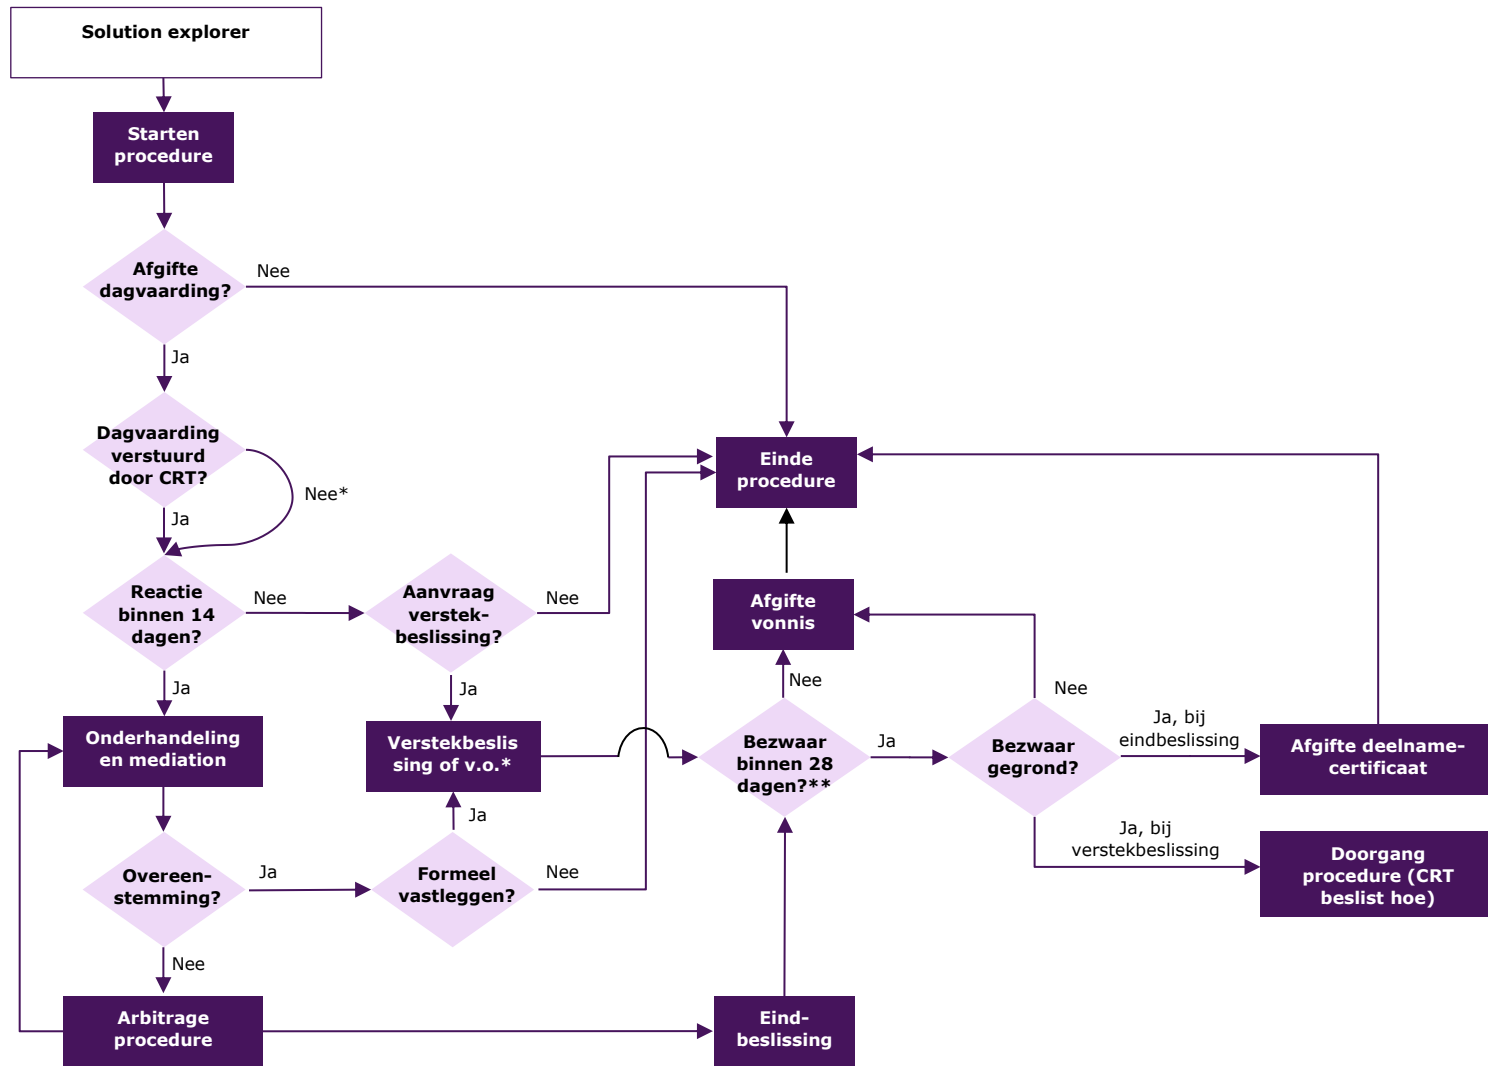 Solution explorer
Starten
procedure
Afgifte
dagvaarding?
Nee
Ja
Dagvaarding
verstuurd
door CRT?
Nee*
Ja
Einde
procedure
Reactie
binnen 14
dagen?
Nee
Aanvraag
verstek-
beslissing?
Nee
Afgifte
vonnis
Ja
Ja
Nee
Nee
Onderhandeling
en mediation
Verstekbeslis
sing of v.o.*
Bezwaar
binnen 28
dagen?**
Ja
Bezwaar
gegrond?
Ja, bij
eindbeslissing
Afgifte deelname-
certificaat
Ja
Ja, bij
verstekbeslissing
Doorgang
procedure (CRT
beslist hoe)
Overeen-
stemming?
Ja
Formeel
vastleggen?
Nee
Nee
Arbitrage
procedure
Eind-
beslissing